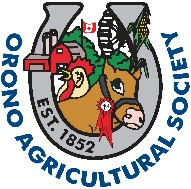 ORONO AGRICULTURAL SOCIETY
EST. 1852